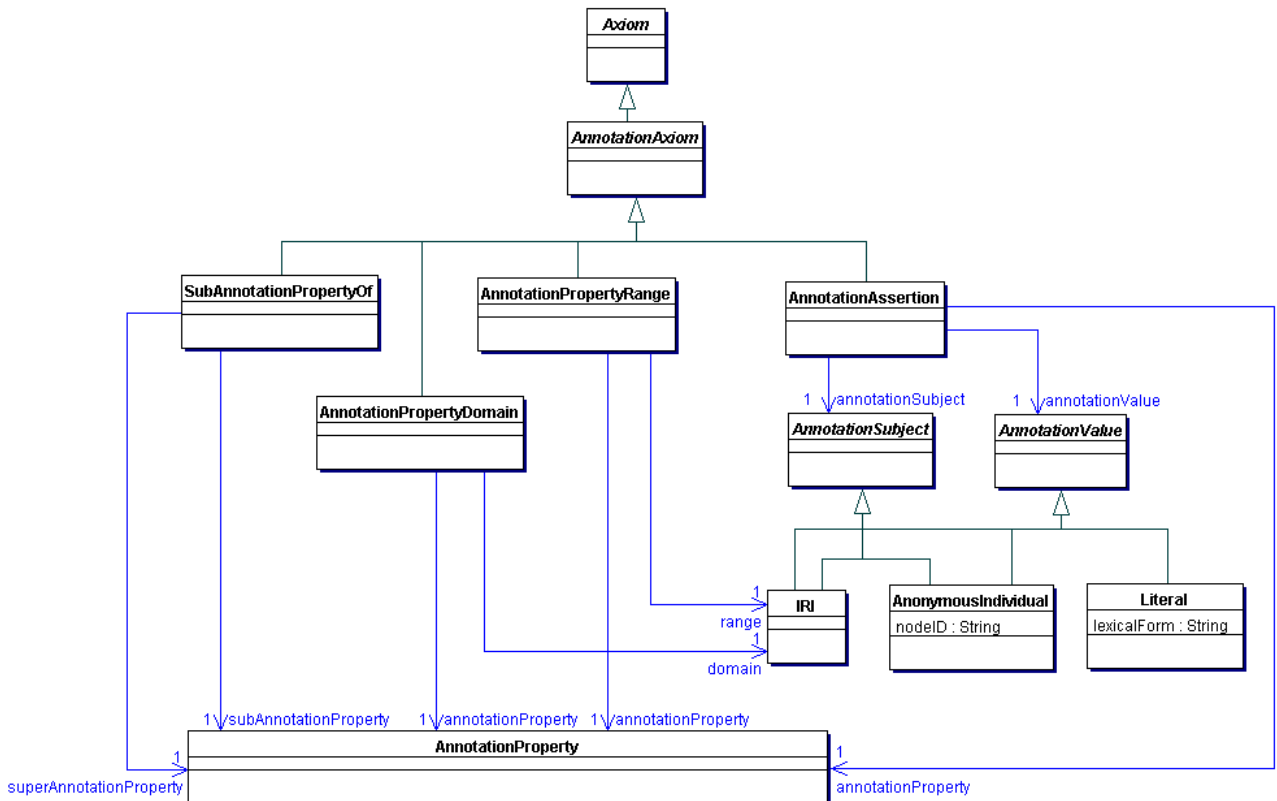 Axiom
AnnotationAxiom
SubAnnotationPropertyOf
AnnotationPropertyRange
AnnotationAssertion
AnnotationPropertyDomain
1 annotationSubject
1 annotationValue
AnnotationSubject
AnnotationValue
1
range
1
domain
IRI
AnonymousIndividual
nodeID : String
Literal
lexicalForm : String
1 subAnnotationProperty
1 annotationProperty
1 annotationProperty
AnnotationProperty
1
superAnnotationProperty
1
annotationProperty